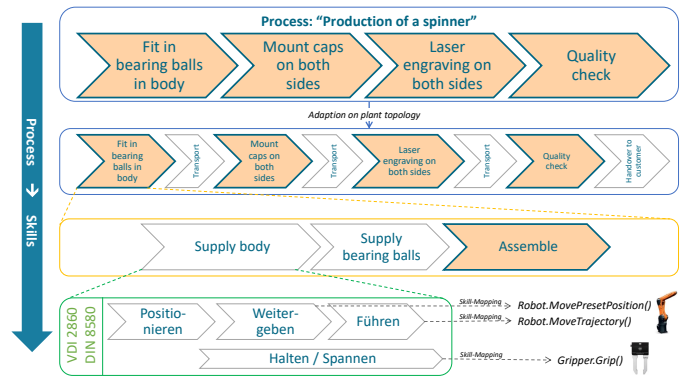 Process: “Production of a spinner”
Fit in
bearing balls
in body
Mount caps
on both
sides
Laser
engraving on
both sides
Quality
check
Adaption on plant topology
Process → Skills
Fit in
bearing
balls in
body
Transport
Mount
caps on
both
sides
Transport
Laser
engraving on
both sides
Transport
Quality
check
Handover to
customer
Supply body
Supply
bearing balls
Assemble
VDI 2860
DIN 8580
Positio-
nieren
Weiter-
geben
Führen
Halten / Spannen
Skill-Mapping
Robot.MovePresetPosition()
Skill-Mapping
Robot.MoveTrajectory()
Skill-Mapping
Gripper.Grip()